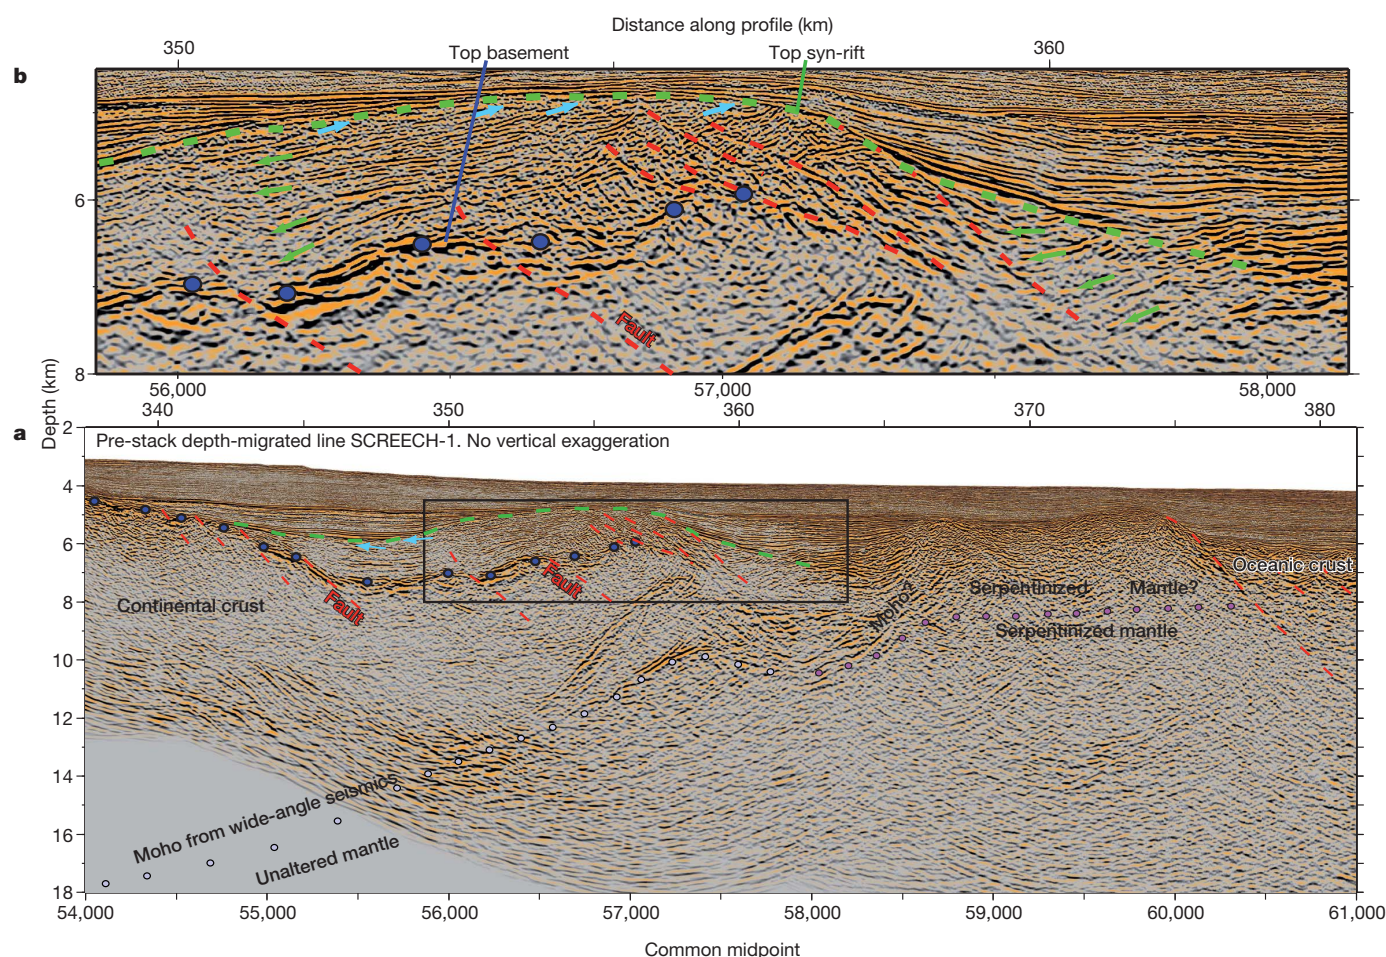 Distance along profile (km)
350 360
b Top basement Top syn-rift
6
Fault
8
56,000 57,000 58,000
Depth (km)
340 350 360 370 380
a
2
Pre-stack depth-migrated line SCREECH-1. No vertical exaggeration
4
6
Oceanic crust
Fault
Serpentinized Mantle?
8
Continental crust
Fault
Moho?
Serpentinized mantle
10
12
14
Moho from wide-angle seismics
16
Unaltered mantle
18
54,000 55,000 56,000 57,000 58,000 59,000 60,000 61,000
Common midpoint